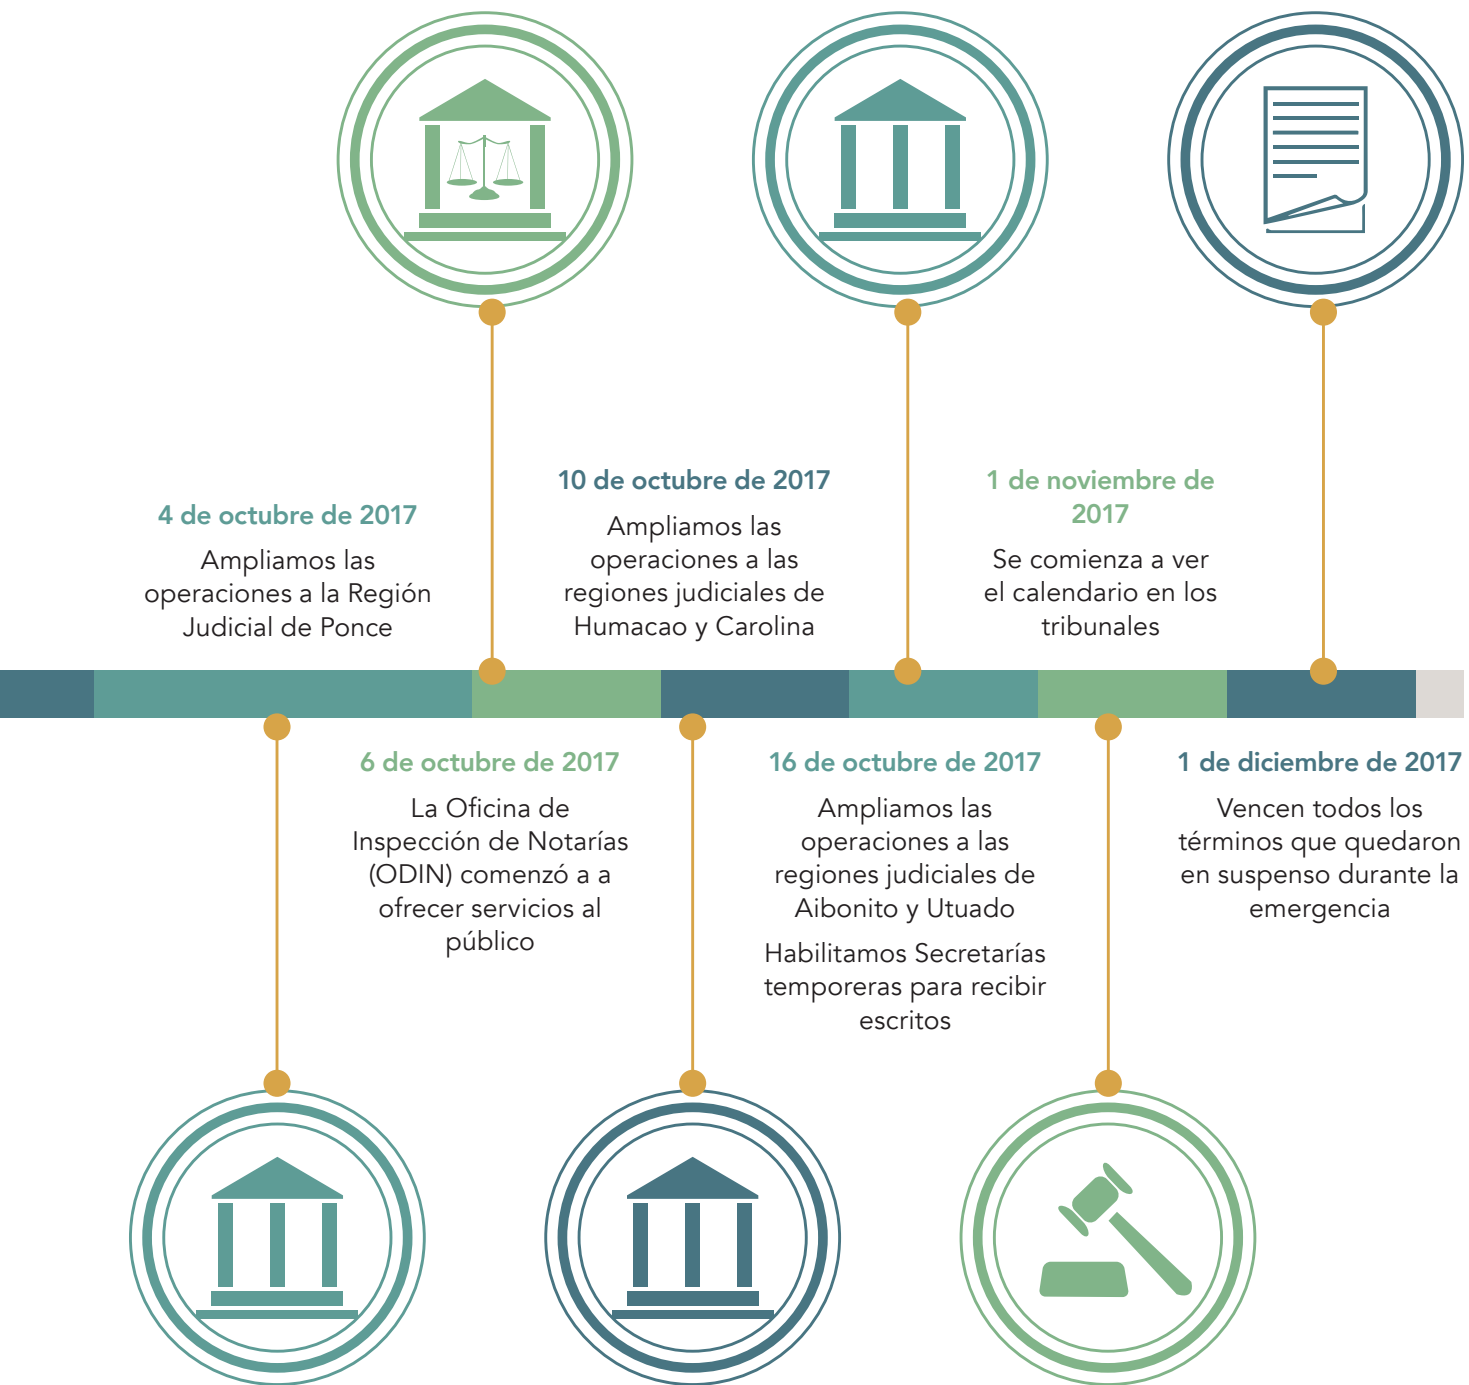 4 de octubre de 2017
Ampliamos las
operaciones a la Región
Judicial de Ponce
10 de octubre de 2017
Ampliamos las
operaciones a las
regiones judiciales de
Humacao y Carolina
1 de noviembre de
2017
Se comienza a ver
el calendario en los
tribunales
6 de octubre de 2017
La Oficina de
Inspección de Notarías
(ODIN) comenzó a a
ofrecer servicios al
público
16 de octubre de 2017
Ampliamos las
operaciones a las
regiones judiciales de
Aibonito y Utuado
Habilitamos Secretarías
temporeras para recibir
escritos
1 de diciembre de 2017
Vencen todos los
términos que quedaron
en suspenso durante la
emergencia